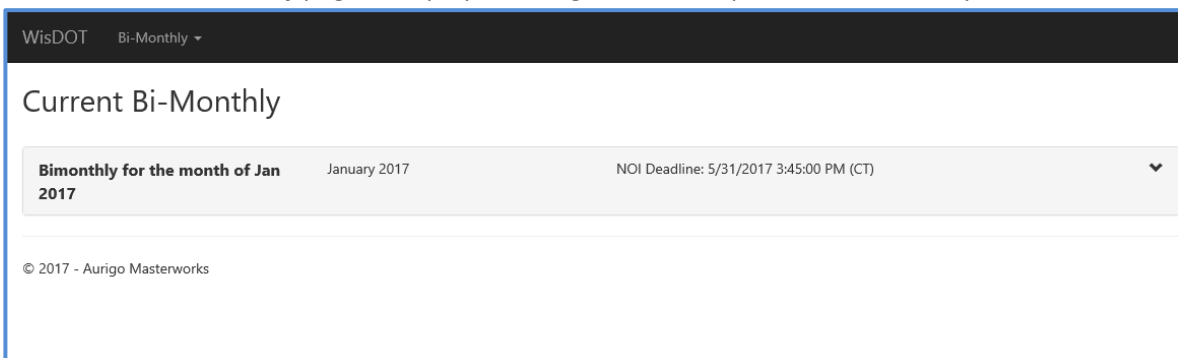 WisDOT Bi-Monthly
Current Bi-Monthly
Bimonthly for the month of Jan 2017 January 2017 NOI Deadline: 5/31/2017 3:45:00 PM (CT)
© 2017 - Aurigo Masterworks